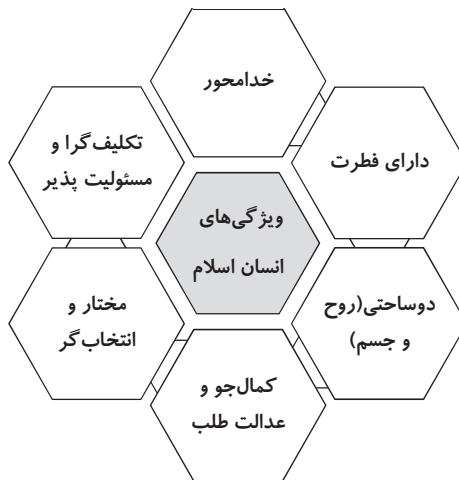 خدامحور
دارای فطرت
دوساحتی(روح
و جسم)
کمال‌جو و
عدالت طلب
مختار و
انتخاب‌گر
تکلیف‌گرا و
مسئولیت پذیر
ویژگی‌های
انسان اسلام